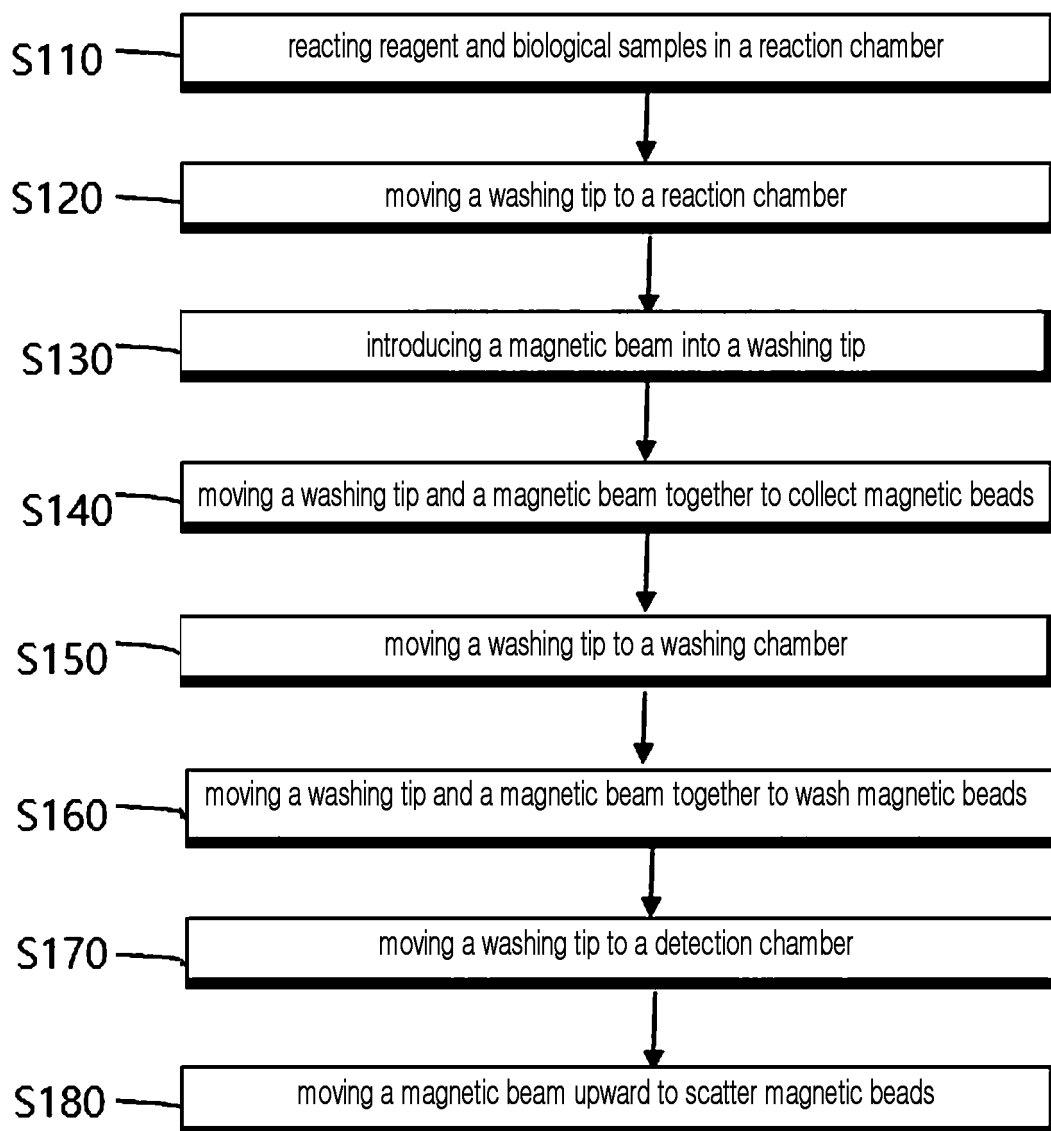 S110 reacting reagent and biological samples in a reaction chamber
S120 moving a washing tip to a reaction chamber
S130 introducing a magnetic beam into a washing tip
S140 moving a washing tip and a magnetic beam together to collect magnetic beads
S150 moving a washing tip to a washing chamber
S160 moving a washing tip and a magnetic beam together to wash magnetic beads
S170 moving a washing tip to a detection chamber
S180 moving a magnetic beam upward to scatter magnetic beads